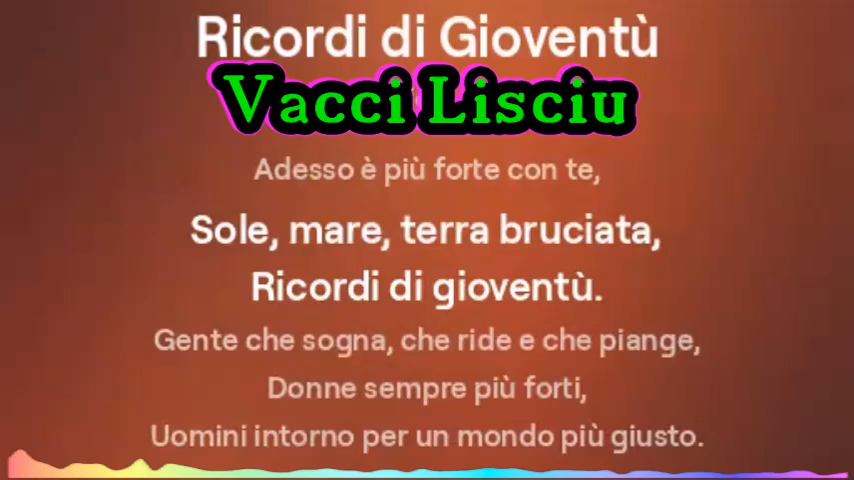 Ricordi di Gioventù
Vacci Lisciu
Adesso è più forte con te,
Sole, mare, terra bruciata,
Ricordi di gioventù.
Gente che sogna, che ride e che piange,
Donne sempre più forti,
Uomini intorno per un mondo più giusto.